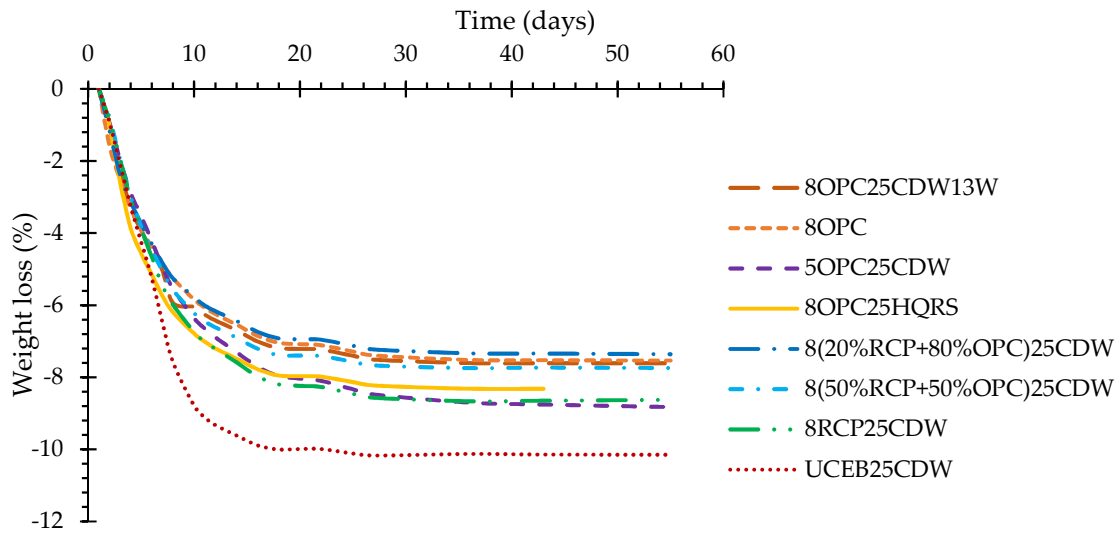 Time (days)
0 10 20 30 40 50 60
0
-2
-4
-6
-8
-10
-12
Weight loss (%)
8OPC25CDW13W
8OPC
5OPC25CDW
8OPC25HQRS
8(20%RCP+80%OPC)25CDW
8(50%RCP+50%OPC)25CDW
8RCP25CDW
UCEB25CDW